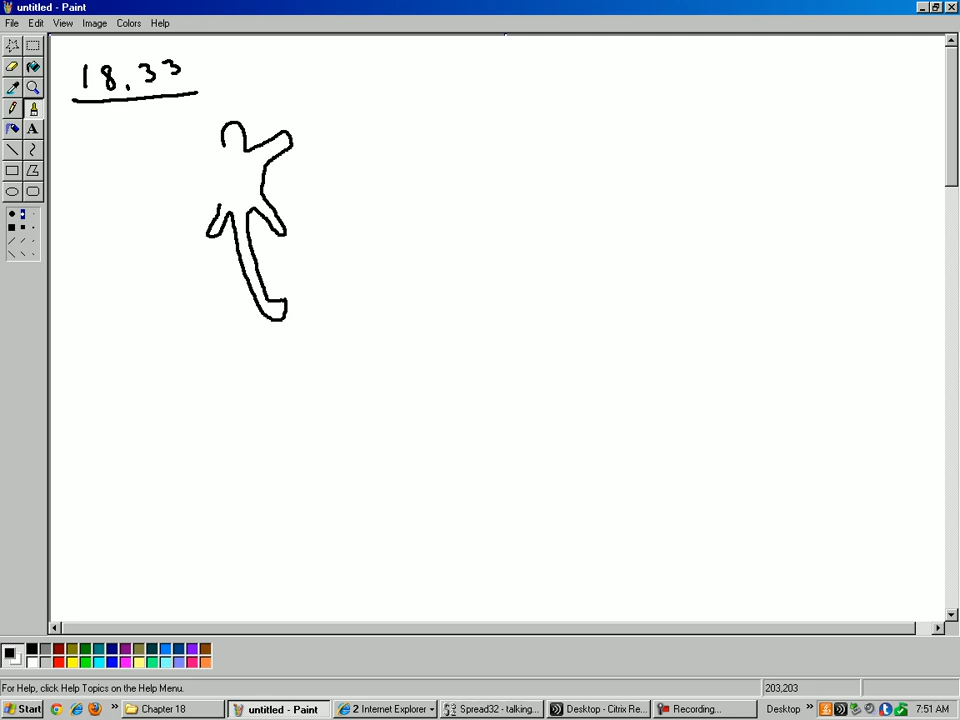 untitled - Paint
File Edit View Image Colors Help
18.33
For Help, click Help Topics on the Help Menu.
203,203
Start
Chapter 18
untitled - Paint
2 Internet Explorer
Spread32 - talking...
Desktop - Citrix Re...
Recording...
Desktop
7:51 AM